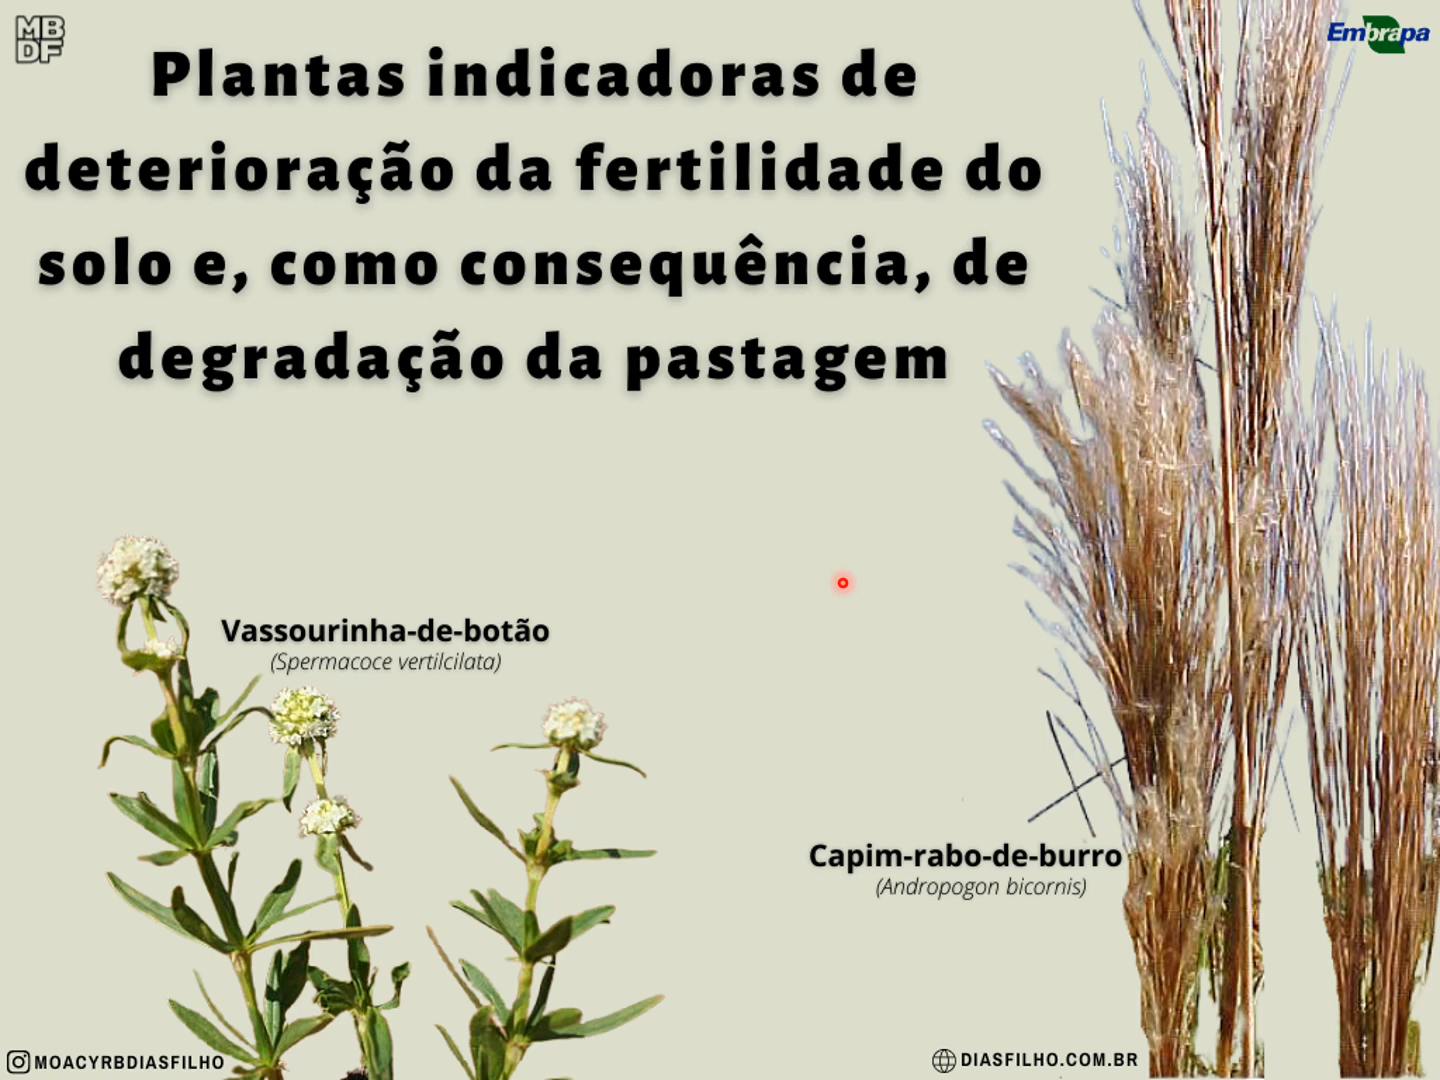 MB
DF
Embrapa
Plantas indicadoras de
deterioração da fertilidade do
solo e, como consequência, de
degradação da pastagem
Vassourinha-de-botão
(Spermacoce vertilcilata)
Capim-rabo-de-burro
(Andropogon bicornis)
MOACYRBDIASFILHO
DIASFILHO.COM.BR